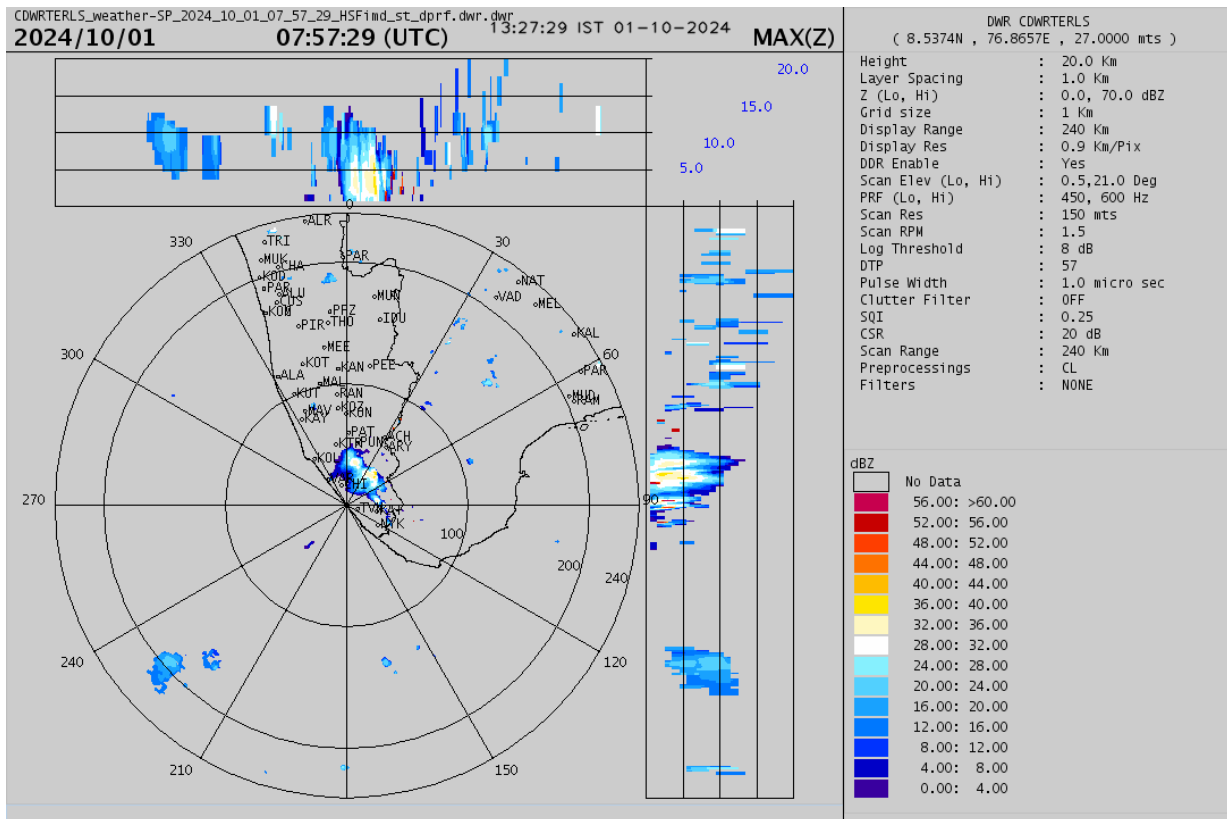 CDWRTERLS_weather-SP_2024_10_01_07_57_29_HSFimd_st_dprf.dwr.dwr
2024/10/01 07:57:29 (UTC) 13:27:29 IST 01-10-2024 MAX(Z)
20.0
15.0
10.0
5.0
0
330
30
300
60
270
90
240
120
210
150
100
200
240
ALR
TRI
PAR
MUK
CHA
KOD
PAR
ALU
COS
KOM
MUN
PFZ
PIR
THO
IDU
NAT
VAD
MEL
KAL
PAR
MEE
KOT
KAN
PEE
ALA
MAL
KUT
RAN
MAV
KOZ
KON
KAY
PAT
ACH
PUN
ARY
KOL
THI
NYK
DWR CDWRTERLS
( 8.5374N , 76.8657E , 27.0000 mts )
Height : 20.0 Km
Layer Spacing : 1.0 Km
Z (Lo, Hi) : 0.0, 70.0 dBZ
Grid size : 1 Km
Display Range : 240 Km
Display Res : 0.9 Km/Pix
DDR Enable : Yes
Scan Elev (Lo, Hi) : 0.5,21.0 Deg
PRF (Lo, Hi) : 450, 600 Hz
Scan Res : 150 mts
Scan RPM : 1.5
Log Threshold : 8 dB
DTP : 57
Pulse Width : 1.0 micro sec
Clutter Filter : OFF
SQI : 0.25
CSR : 20 dB
Scan Range : 240 Km
Preprocessings : CL
Filters : NONE
dBZ
No Data
56.00: >60.00
52.00: 56.00
48.00: 52.00
44.00: 48.00
40.00: 44.00
36.00: 40.00
32.00: 36.00
28.00: 32.00
24.00: 28.00
20.00: 24.00
16.00: 20.00
12.00: 16.00
8.00: 12.00
4.00: 8.00
0.00: 4.00